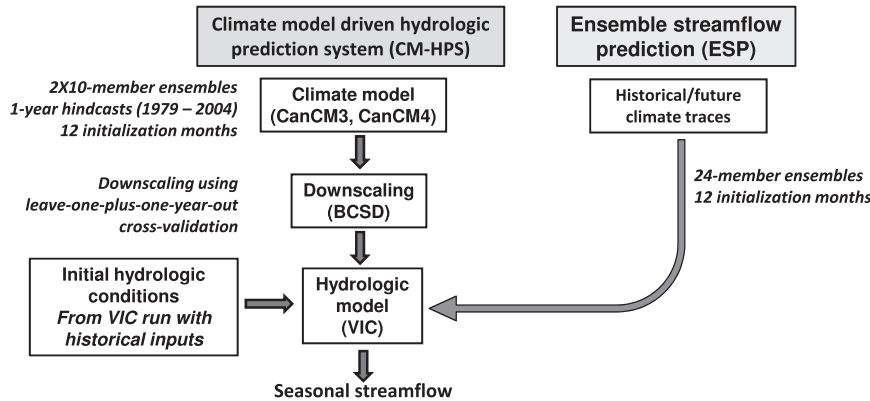 Climate model driven hydrologic
prediction system (CM-HPS)
Ensemble streamflow
prediction (ESP)
2X10-member ensembles
1-year hindcasts (1979 – 2004)
12 initialization months
Climate model
(CanCM3, CanCM4)
Historical/future
climate traces
24-member ensembles
12 initialization months
Downscaling using
leave-one-plus-one-year-out
cross-validation
Downscaling
(BCSD)
Initial hydrologic
conditions
From VIC run with
historical inputs
Hydrologic
model
(VIC)
Seasonal streamflow